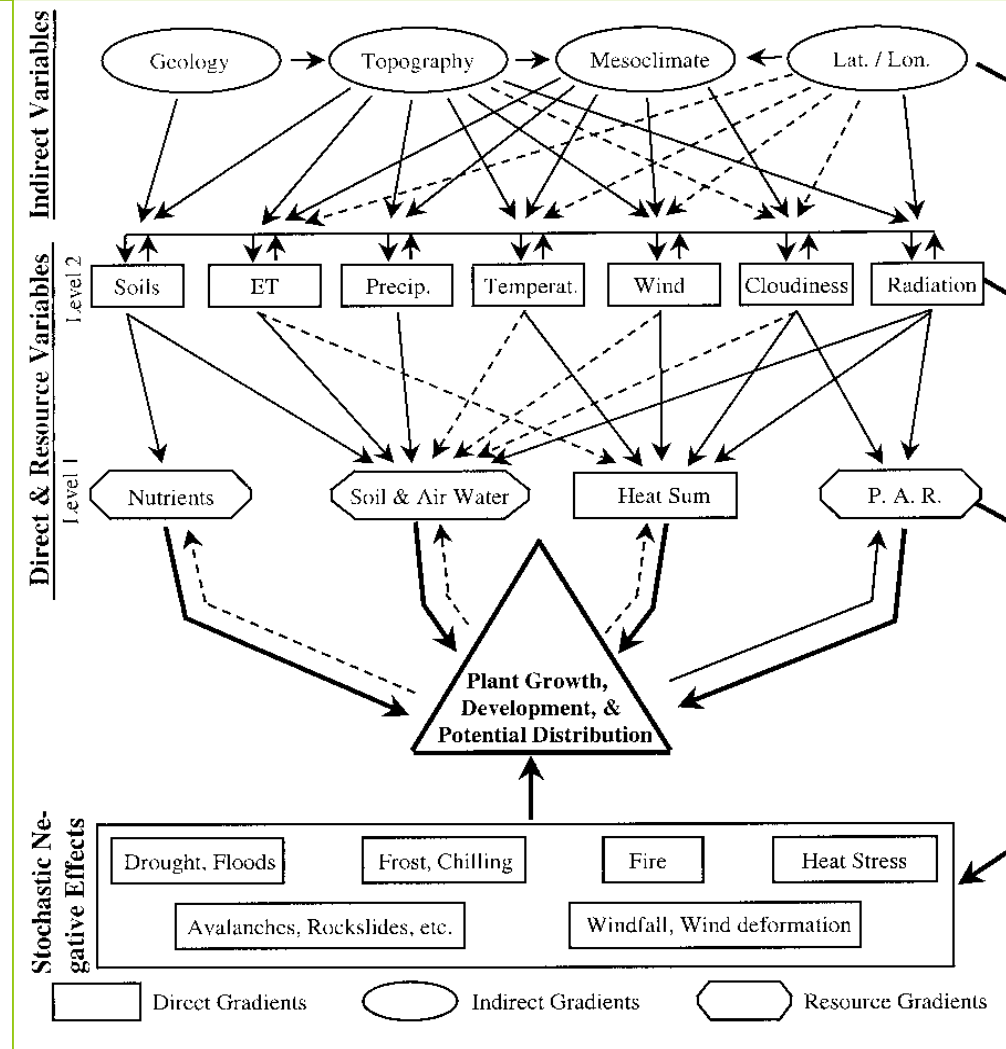 Indirect Variables
Geology
Topography
Mesoclimate
Lat. / Lon.
Direct & Resource Variables
Level 2
Soils
ET
Precip.
Temperat.
Wind
Cloudiness
Radiation
Level 1
Nutrients
Soil & Air Water
Heat Sum
P. A. R.
Plant Growth,
Development, &
Potential Distribution
Stochastic Ne-
gative Effects
Drought, Floods
Frost, Chilling
Fire
Heat Stress
Avalanches, Rockslides, etc.
Windfall, Wind deformation
Direct Gradients
Indirect Gradients
Resource Gradients